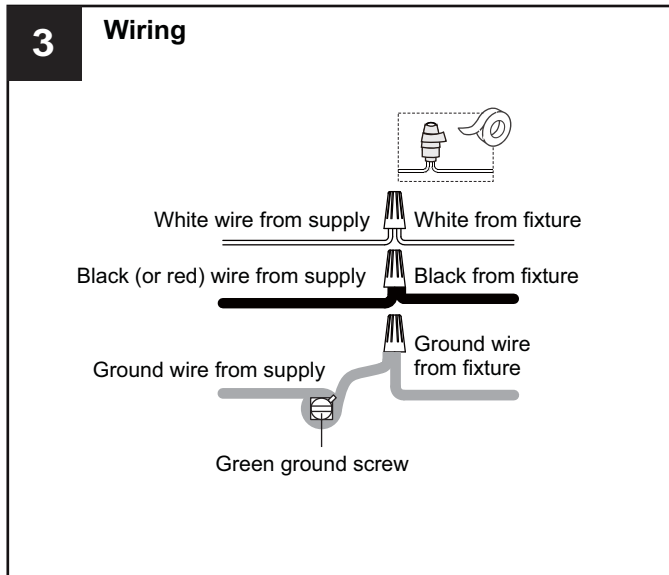 3
Wiring
White wire from supply
White from fixture
Black (or red) wire from supply
Black from fixture
Ground wire from supply
Ground wire
from fixture
Green ground screw